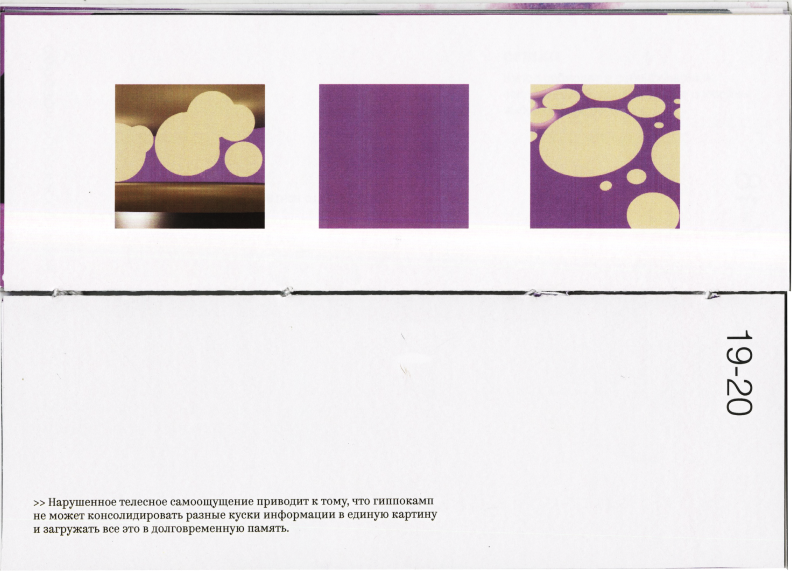 19-20
>> Нарушенное телесное самоощущение приводит к тому, что гиппокамп
не может консолидировать разные куски информации в единую картину
и загружать все это в долговременную память.